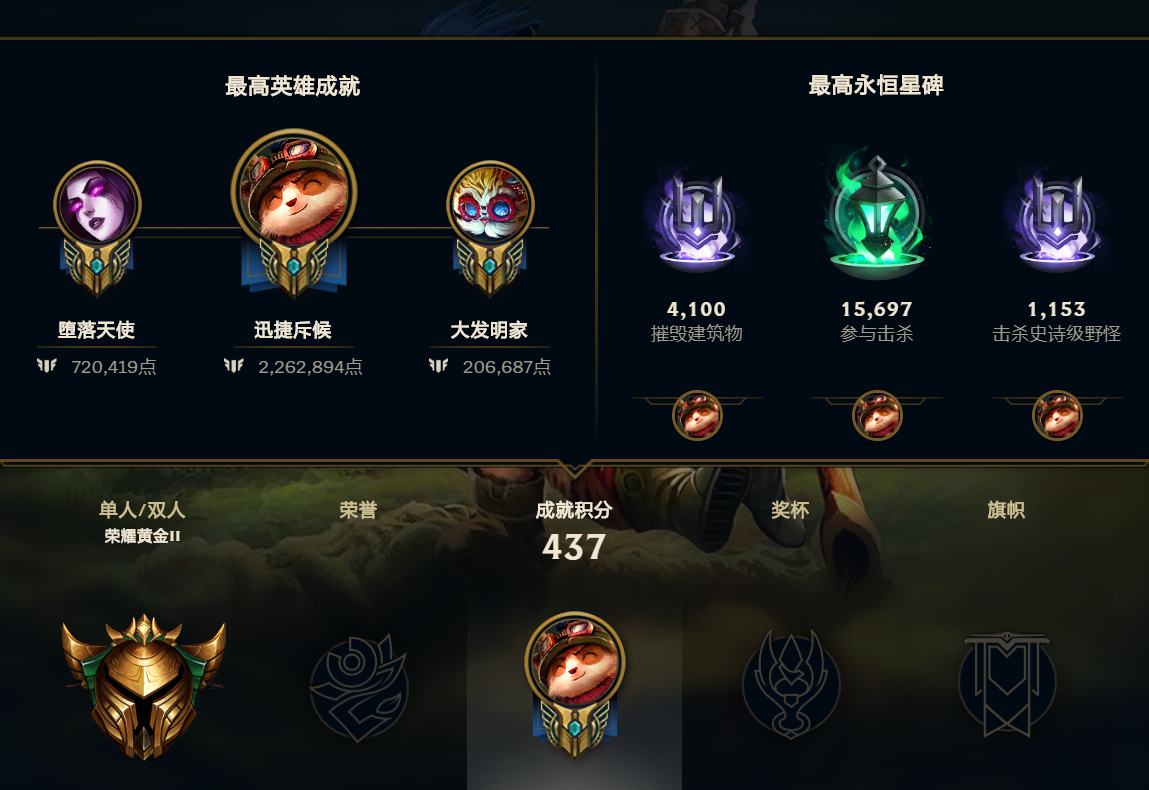 最高英雄成就
最高永恒星碑
堕落天使
迅捷斥候
大发明家
720,419点
2,262,894点
206,687点
4,100
15,697
1,153
摧毁建筑物
参与击杀
击杀史诗级野怪
单人/双人
荣誉
成就积分
奖杯
旗帜
荣耀黄金II
437